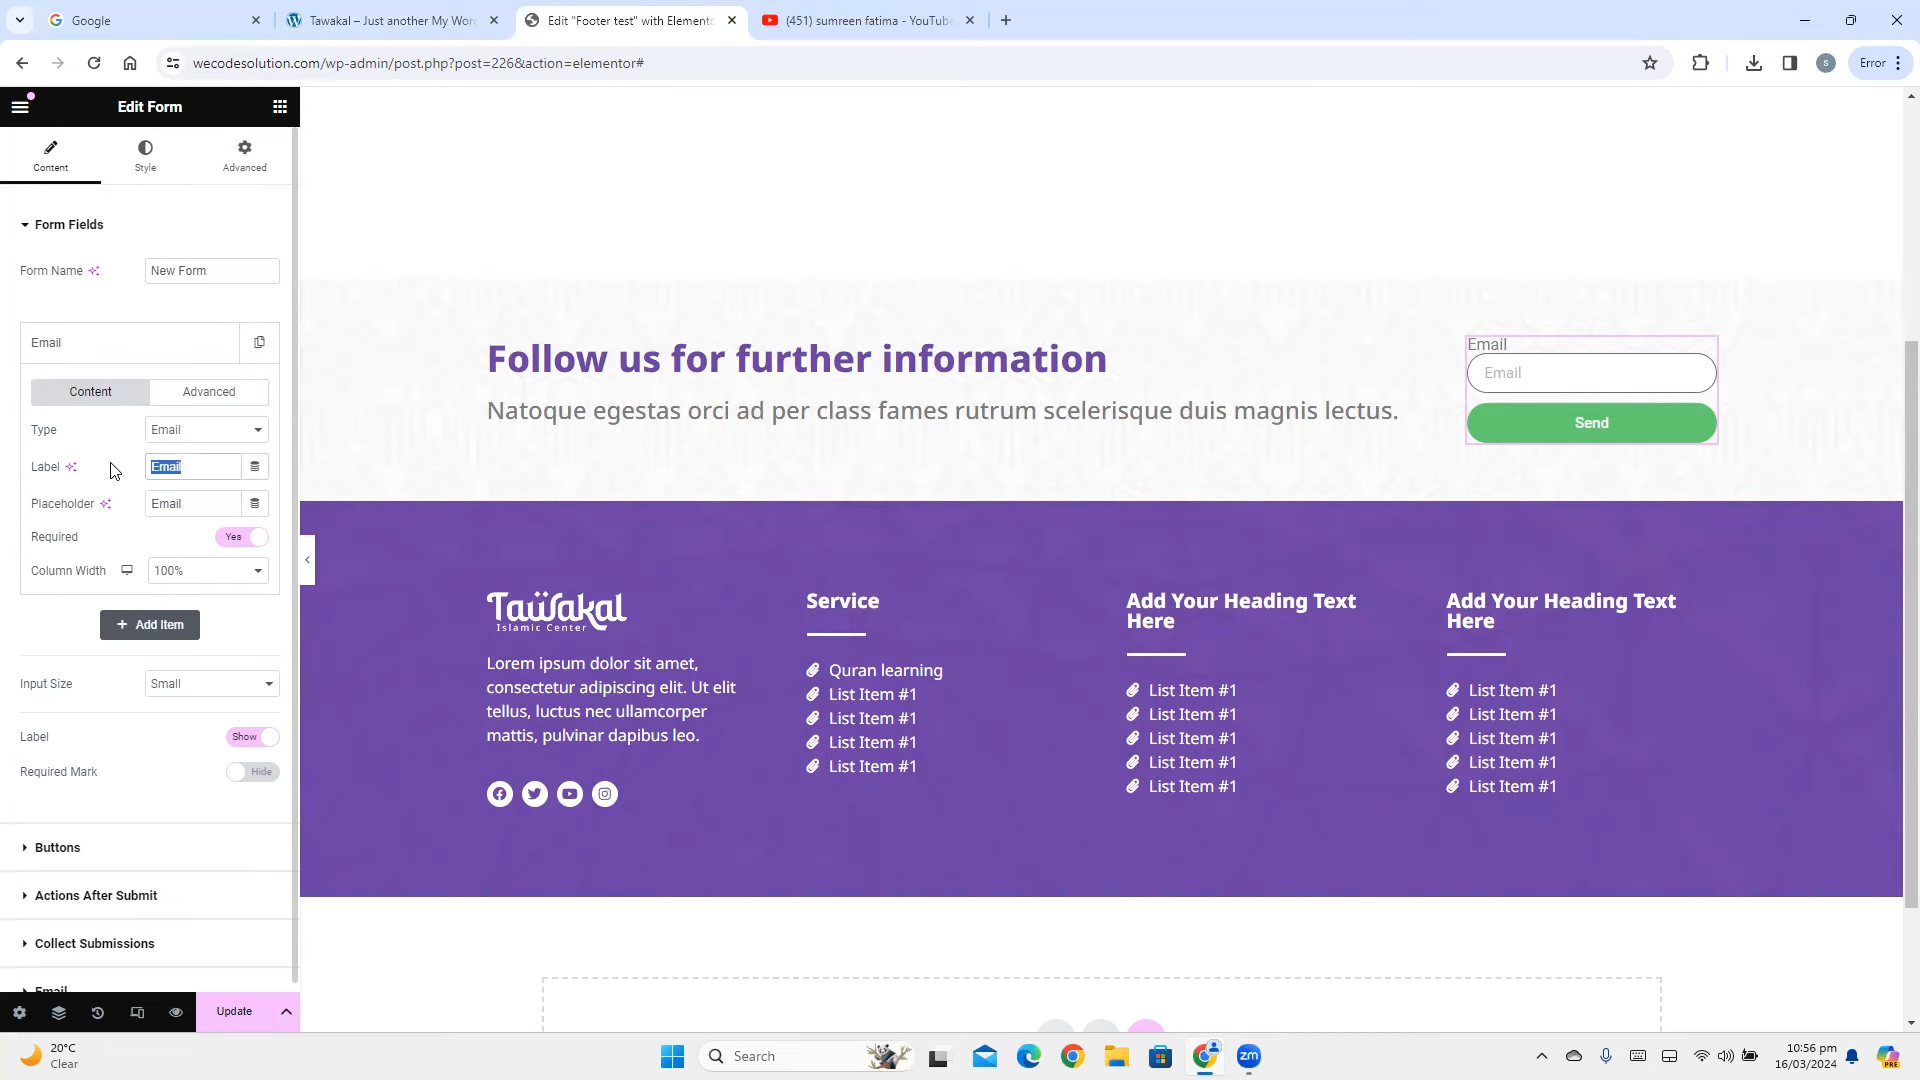 Google
Tawakal – Just another My Wor
Edit "Footer test" with Elemento
(451) sumreen fatima - YouTube
wecodesolution.com/wp-admin/post.php?post=226&action=elementor#
S
Error
Edit Form
Content
Style
Advanced
Form Fields
Form Name
New Form
Email
Content
Advanced
Type
Email
Label
Email
Placeholder
Email
Required
Yes
Column Width
100%
+ Add Item
Input Size
Small
Label
Show
Required Mark
Hide
Buttons
Actions After Submit
Collect Submissions
Email
Update
Follow us for further information
Natoque egestas orci ad per class fames rutrum scelerisque duis magnis lectus.
Email
Email
Send
Tawakal
Islamic Center
Lorem ipsum dolor sit amet,
consectetur adipiscing elit. Ut elit
tellus, luctus nec ullamcorper
mattis, pulvinar dapibus leo.
Service
Quran learning
List Item #1
List Item #1
List Item #1
List Item #1
Add Your Heading Text
Here
List Item #1
List Item #1
List Item #1
List Item #1
List Item #1
Add Your Heading Text
Here
List Item #1
List Item #1
List Item #1
List Item #1
List Item #1
20°C
Clear
Search
zm
10:56 pm
16/03/2024
PRE